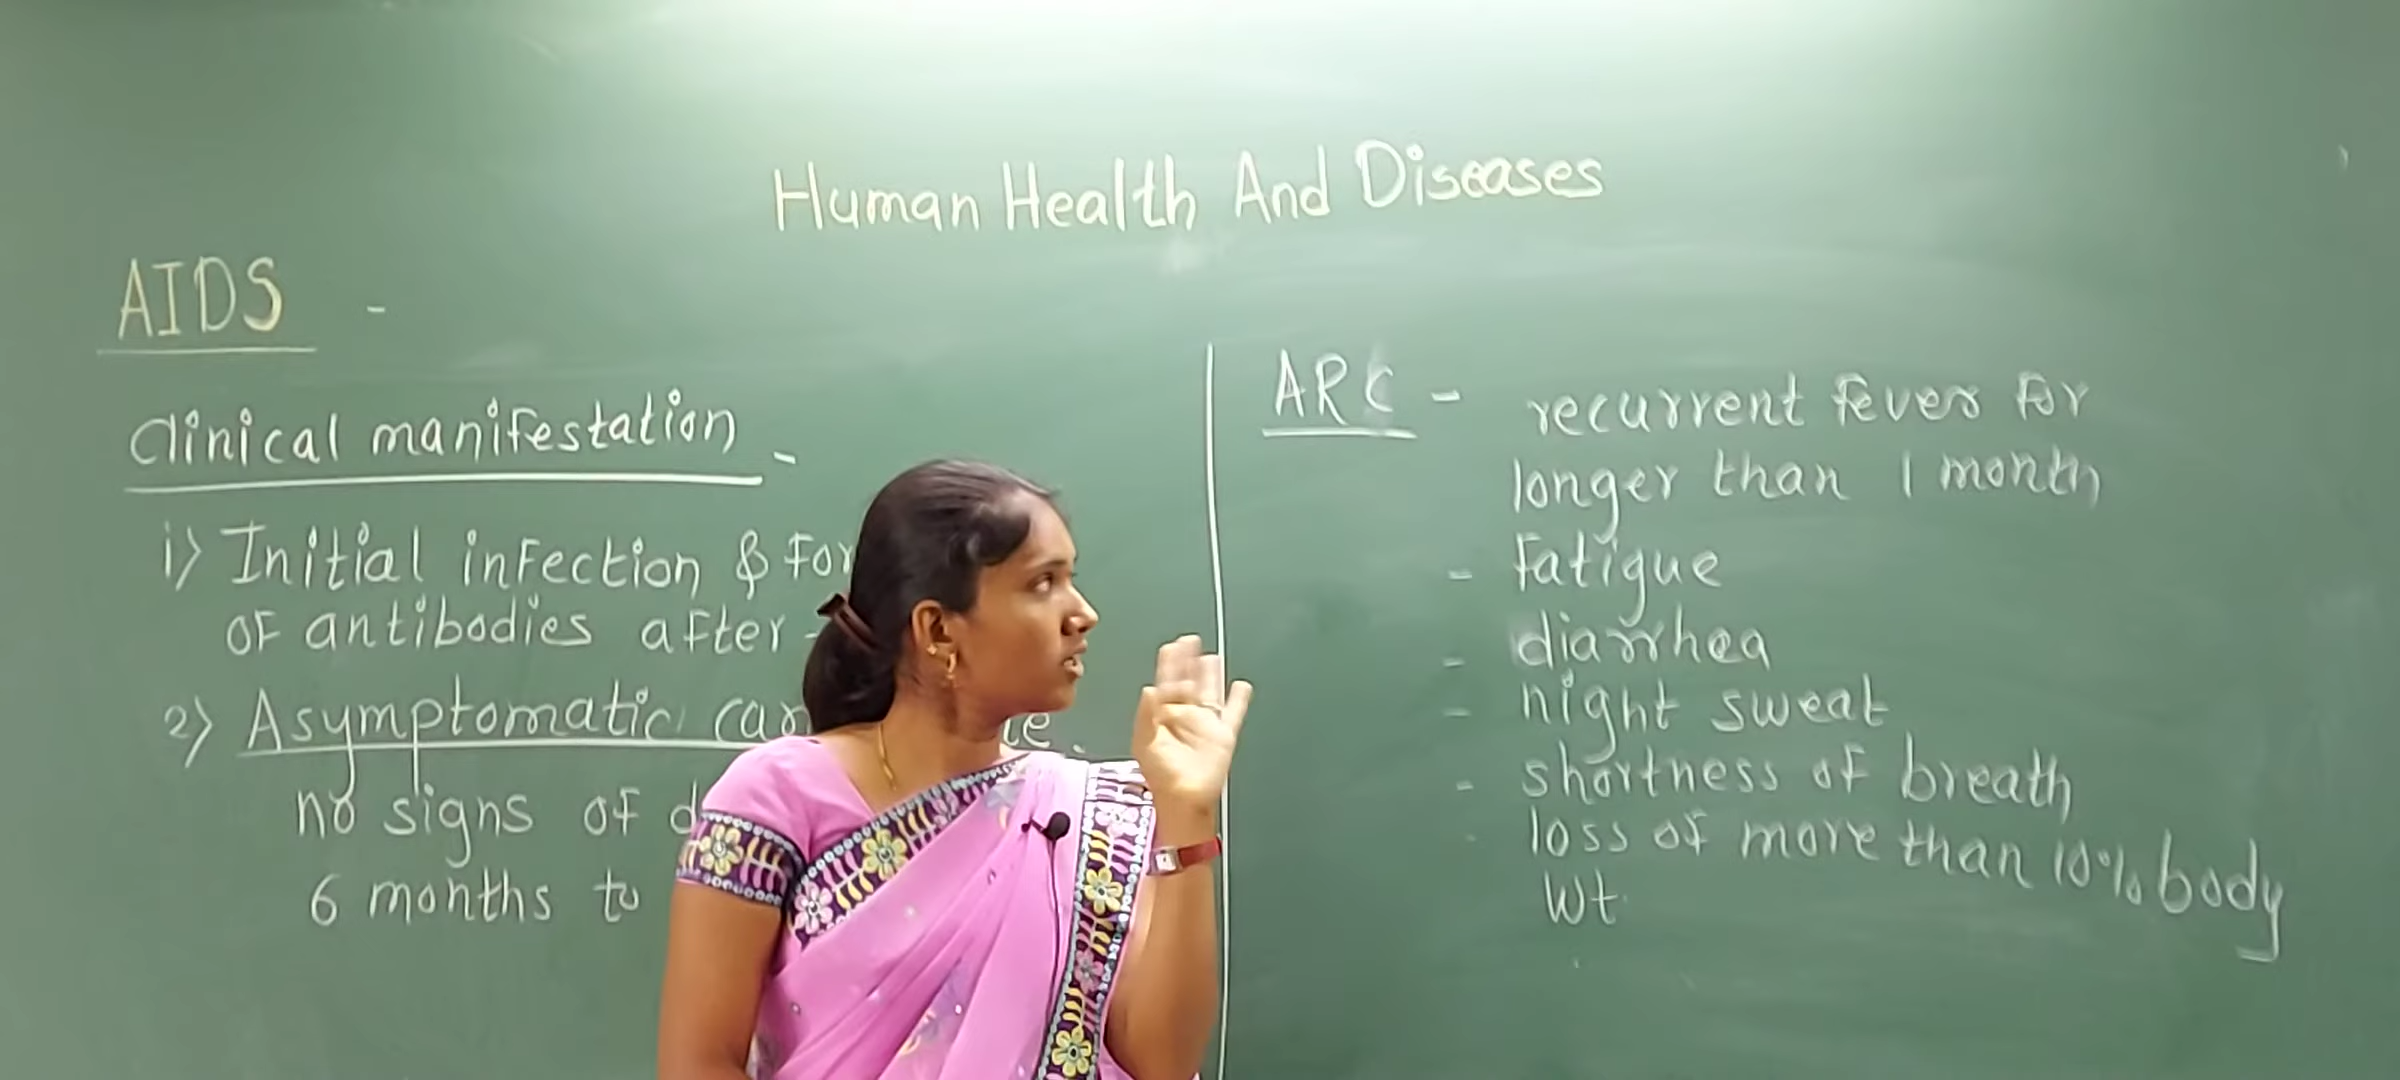 Human Health And Diseases
AIDS -
Clinical manifestation -
1) Initial infection & For
of antibodies after -
2) Asymptomatic
no signs of
6 months to
ARC - recurrent fever for
longer than 1 month
- Fatigue
- diarrhea
- night sweat
- shortness of breath
- loss of more than 10% body
wt.